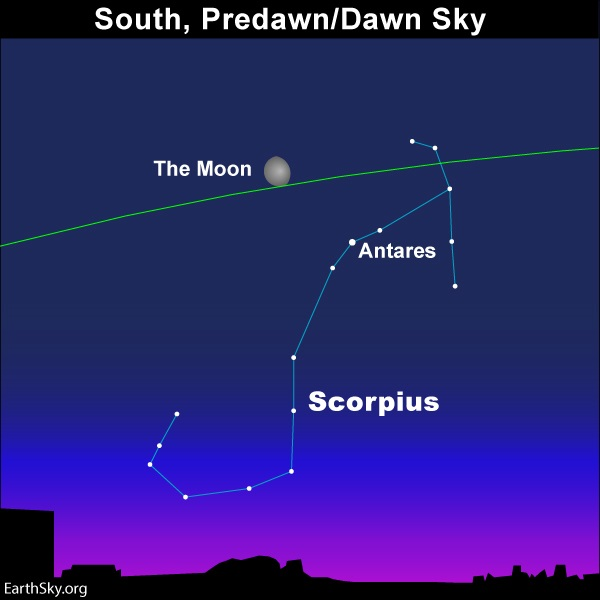 South, Predawn/Dawn Sky
The Moon
Antares
Scorpius
EarthSky.org